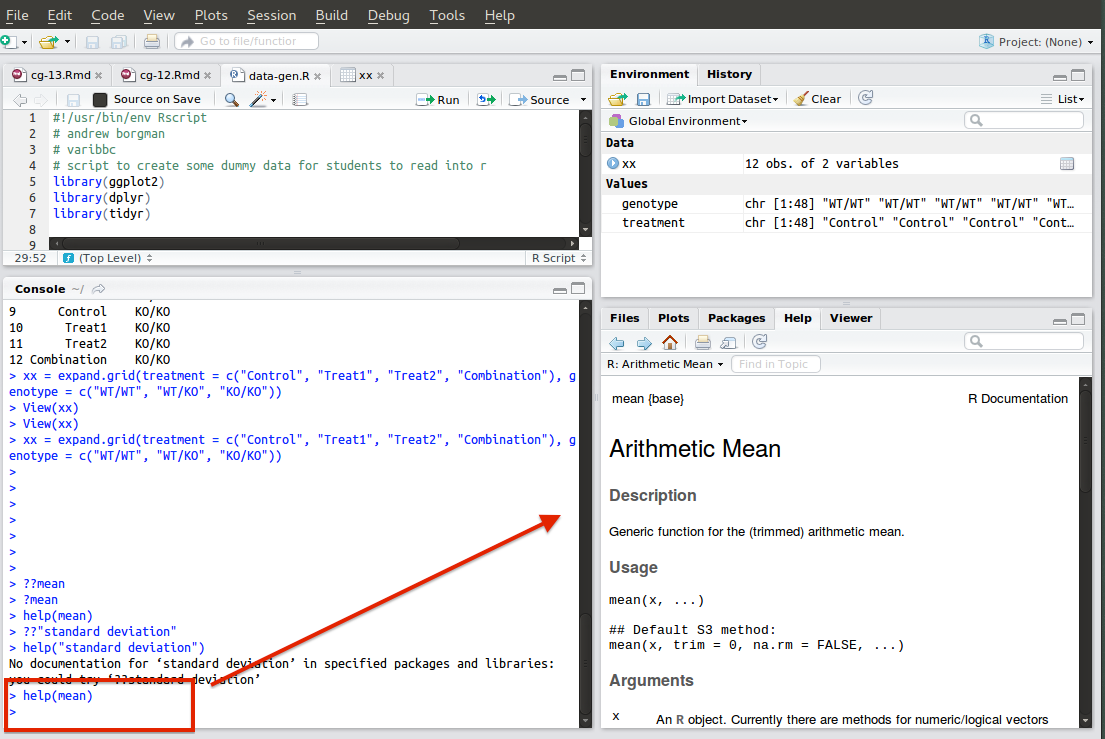 File Edit Code View Plots Session Build Debug Tools Help
Go to file/function Project: (None)
cg-13.Rmd cg-12.Rmd data-gen.R xx
Source on Save Run Source
1 #!/usr/bin/env Rscript
2 # andrew borgman
3 # varibbc
4 # script to create some dummy data for students to read into r
5 library(ggplot2)
6 library(dplyr)
7 library(tidyr)
8
9
29:52 (Top Level) R Script
Console ~/
9 Control KO/KO
10 Treat1 KO/KO
11 Treat2 KO/KO
12 Combination KO/KO
> xx = expand.grid(treatment = c("Control", "Treat1", "Treat2", "Combination"), g
enotype = c("WT/WT", "WT/KO", "KO/KO"))
> View(xx)
> View(xx)
> xx = expand.grid(treatment = c("Control", "Treat1", "Treat2", "Combination"), g
enotype = c("WT/WT", "WT/KO", "KO/KO"))
>
>
>
>
>
>
>
> ??mean
> ?mean
> help(mean)
> ??"standard deviation"
> help("standard deviation")
No documentation for ‘standard deviation’ in specified packages and libraries:
you could try ‘??standard deviation’
> help(mean)
>
Environment History
Import Dataset Clear List
Global Environment
Data
xx 12 obs. of 2 variables
Values
genotype chr [1:48] "WT/WT" "WT/WT" "WT/WT" "WT/WT" "WT…
treatment chr [1:48] "Control" "Control" "Control" "Cont…
Files Plots Packages Help Viewer
R: Arithmetic Mean Find in Topic
mean {base} R Documentation
Arithmetic Mean
Description
Generic function for the (trimmed) arithmetic mean.
Usage
mean(x, ...)
## Default S3 method:
mean(x, trim = 0, na.rm = FALSE, ...)
Arguments
x An R object. Currently there are methods for numeric/logical vectors